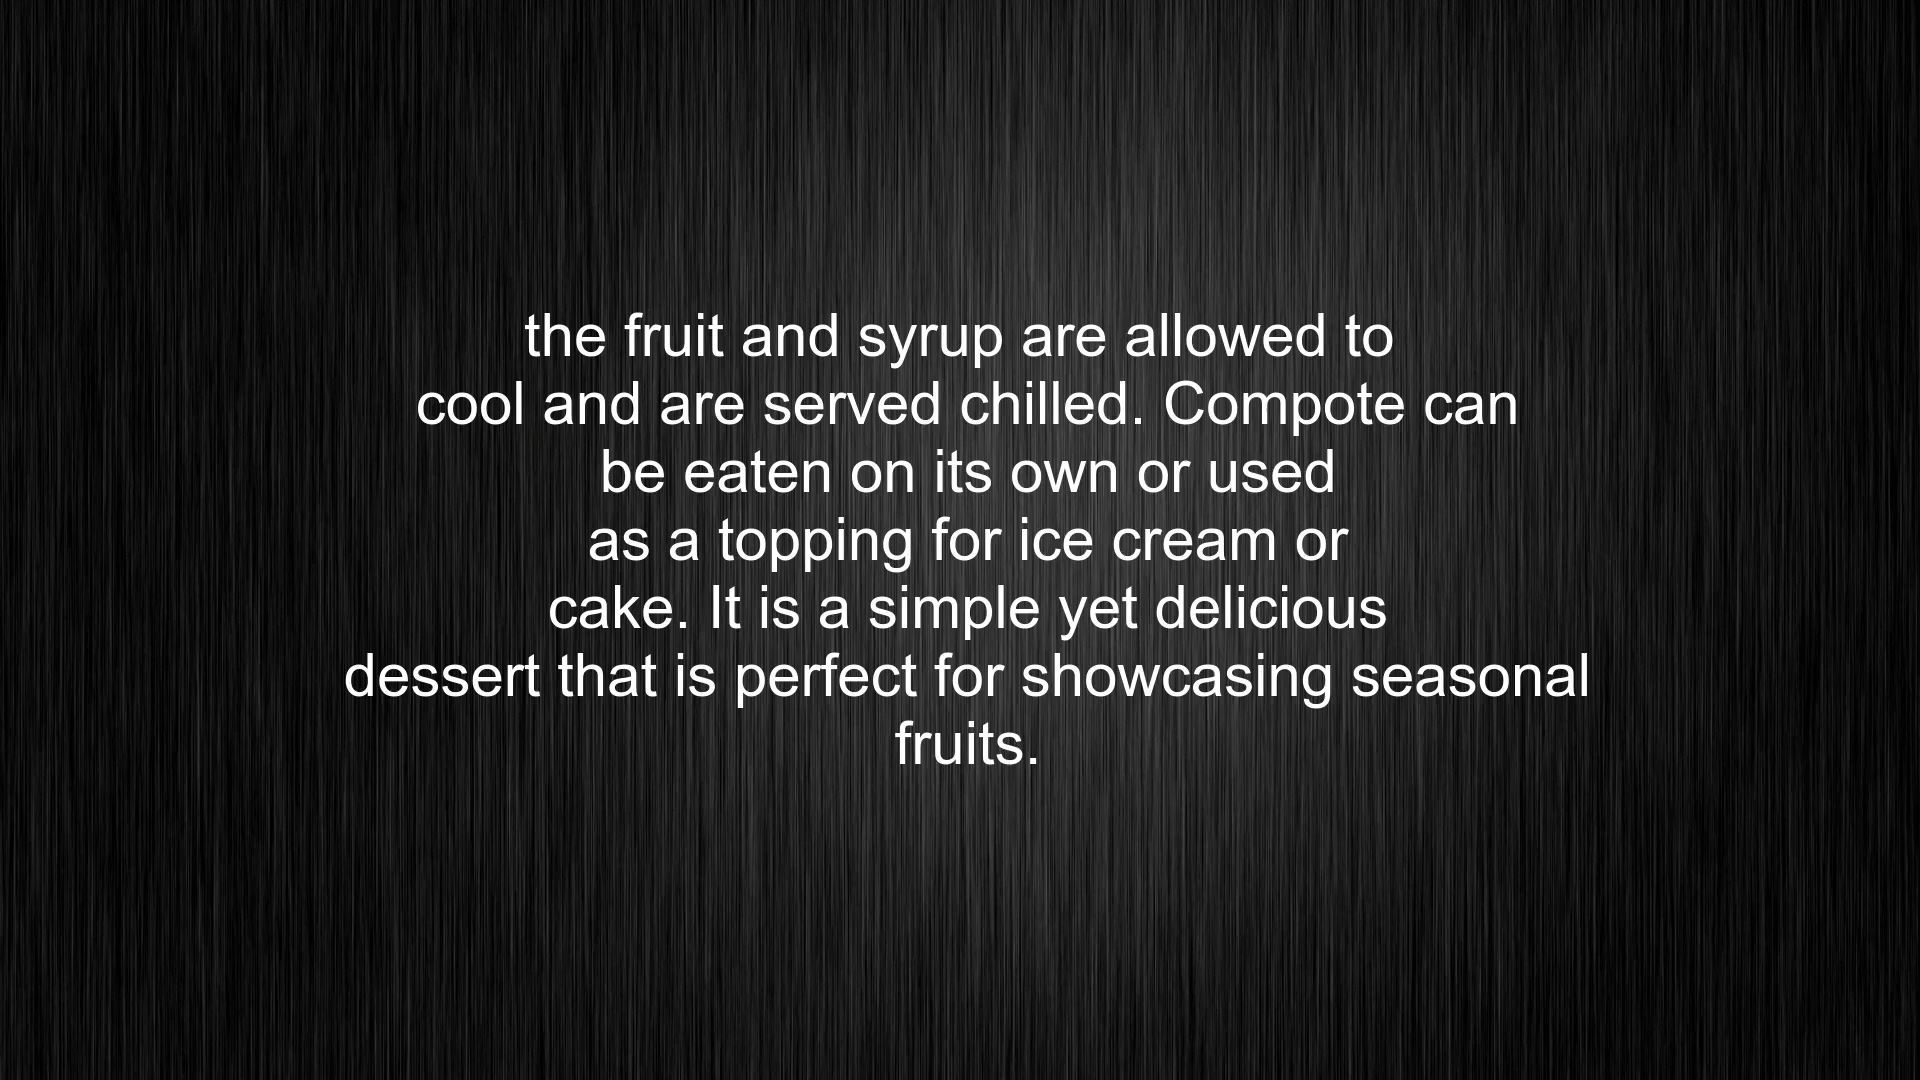 the fruit and syrup are allowed to
cool and are served chilled. Compote can
be eaten on its own or used
as a topping for ice cream or
cake. It is a simple yet delicious
dessert that is perfect for showcasing seasonal
fruits.